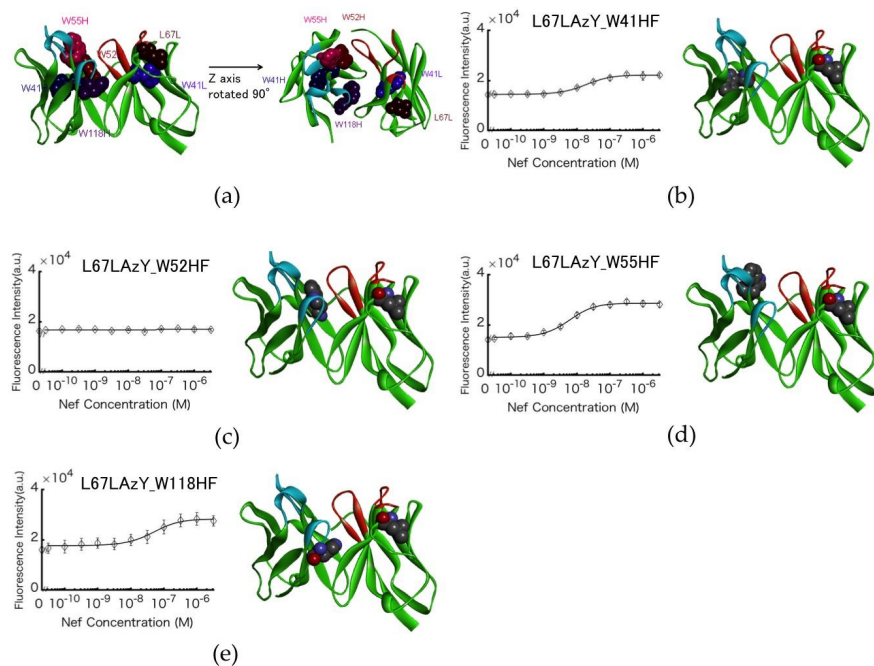 W55H
L67L
W52
W41
W41L
W118H
Z axis
rotated 90°
W55H
W52H
W41H
W41L
W118H
L67L
(a)
L67LAzY_W41HF
×10⁴
Fluorescence Intensity(a.u.)
4
2
0
0 10⁻¹⁰ 10⁻⁹ 10⁻⁸ 10⁻⁷ 10⁻⁶
Nef Concentration (M)
(b)
L67LAzY_W52HF
×10⁴
Fluorescence Intensity(a.u.)
4
2
0
0 10⁻¹⁰ 10⁻⁹ 10⁻⁸ 10⁻⁷ 10⁻⁶
Nef Concentration (M)
(c)
L67LAzY_W55HF
×10⁴
Fluorescence Intensity(a.u.)
4
2
0
0 10⁻¹⁰ 10⁻⁹ 10⁻⁸ 10⁻⁷ 10⁻⁶
Nef Concentration (M)
(d)
L67LAzY_W118HF
×10⁴
Fluorescence Intensity(a.u.)
4
2
0
0 10⁻¹⁰ 10⁻⁹ 10⁻⁸ 10⁻⁷ 10⁻⁶
Nef Concentration (M)
(e)